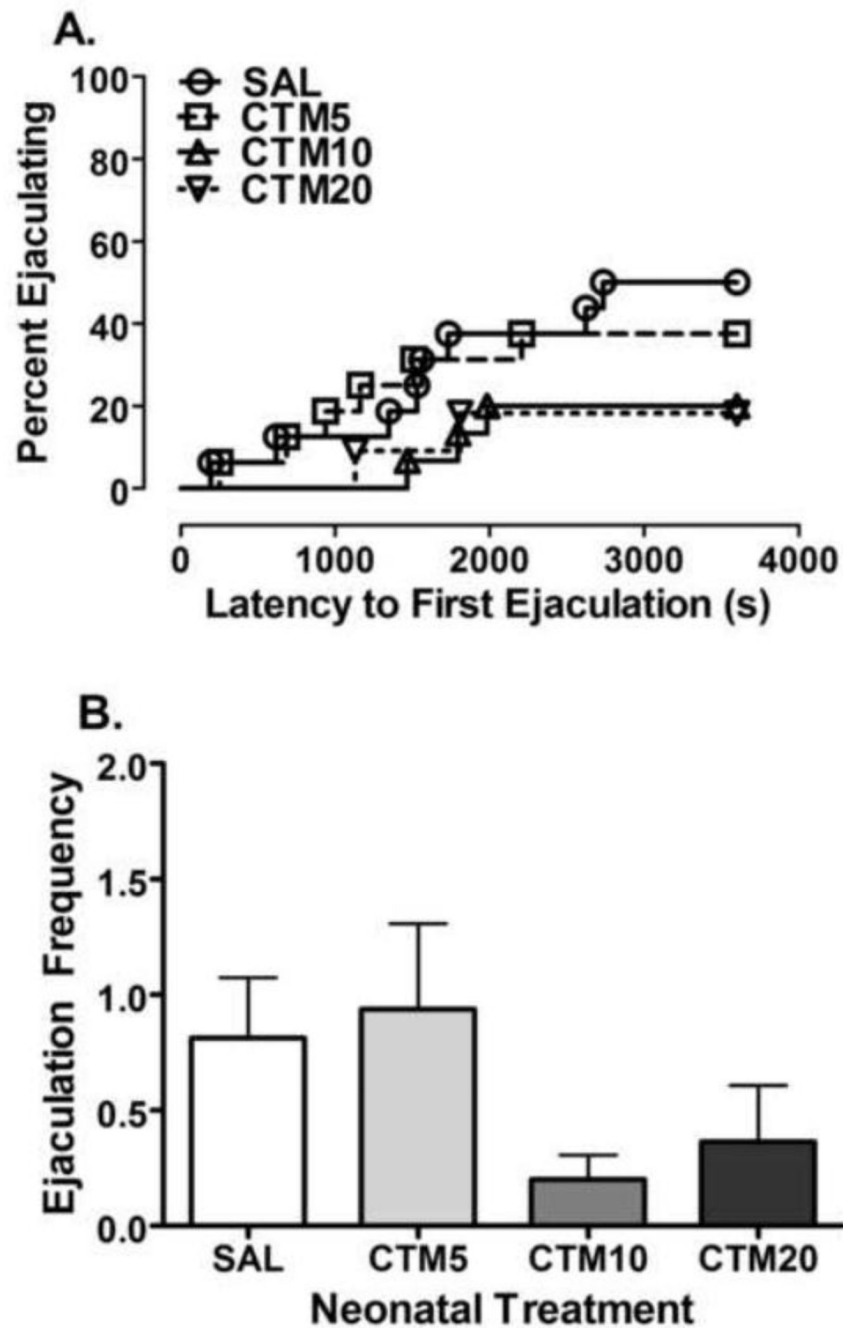 A.
Percent Ejaculating
100
80
60
40
20
0
SAL
CTM5
CTM10
CTM20
0 1000 2000 3000 4000
Latency to First Ejaculation (s)
B.
Ejaculation Frequency
2.0
1.5
1.0
0.5
0.0
SAL CTM5 CTM10 CTM20
Neonatal Treatment